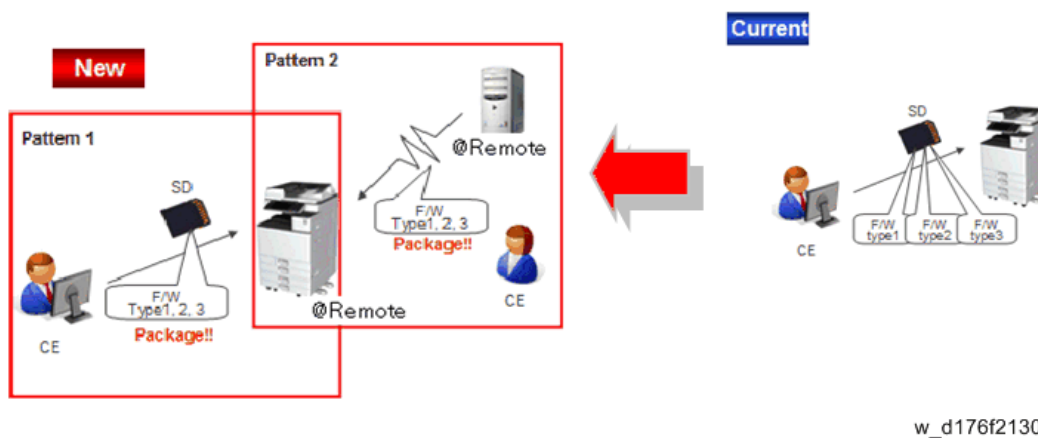 New
Pattern 1
SD
F/W
Type1, 2, 3
Package!!
CE
Pattern 2
@Remote
F/W
Type1, 2, 3
Package!!
CE
@Remote
Current
SD
F/W
type1
F/W
type2
F/W
type3
CE
w_d176f2130